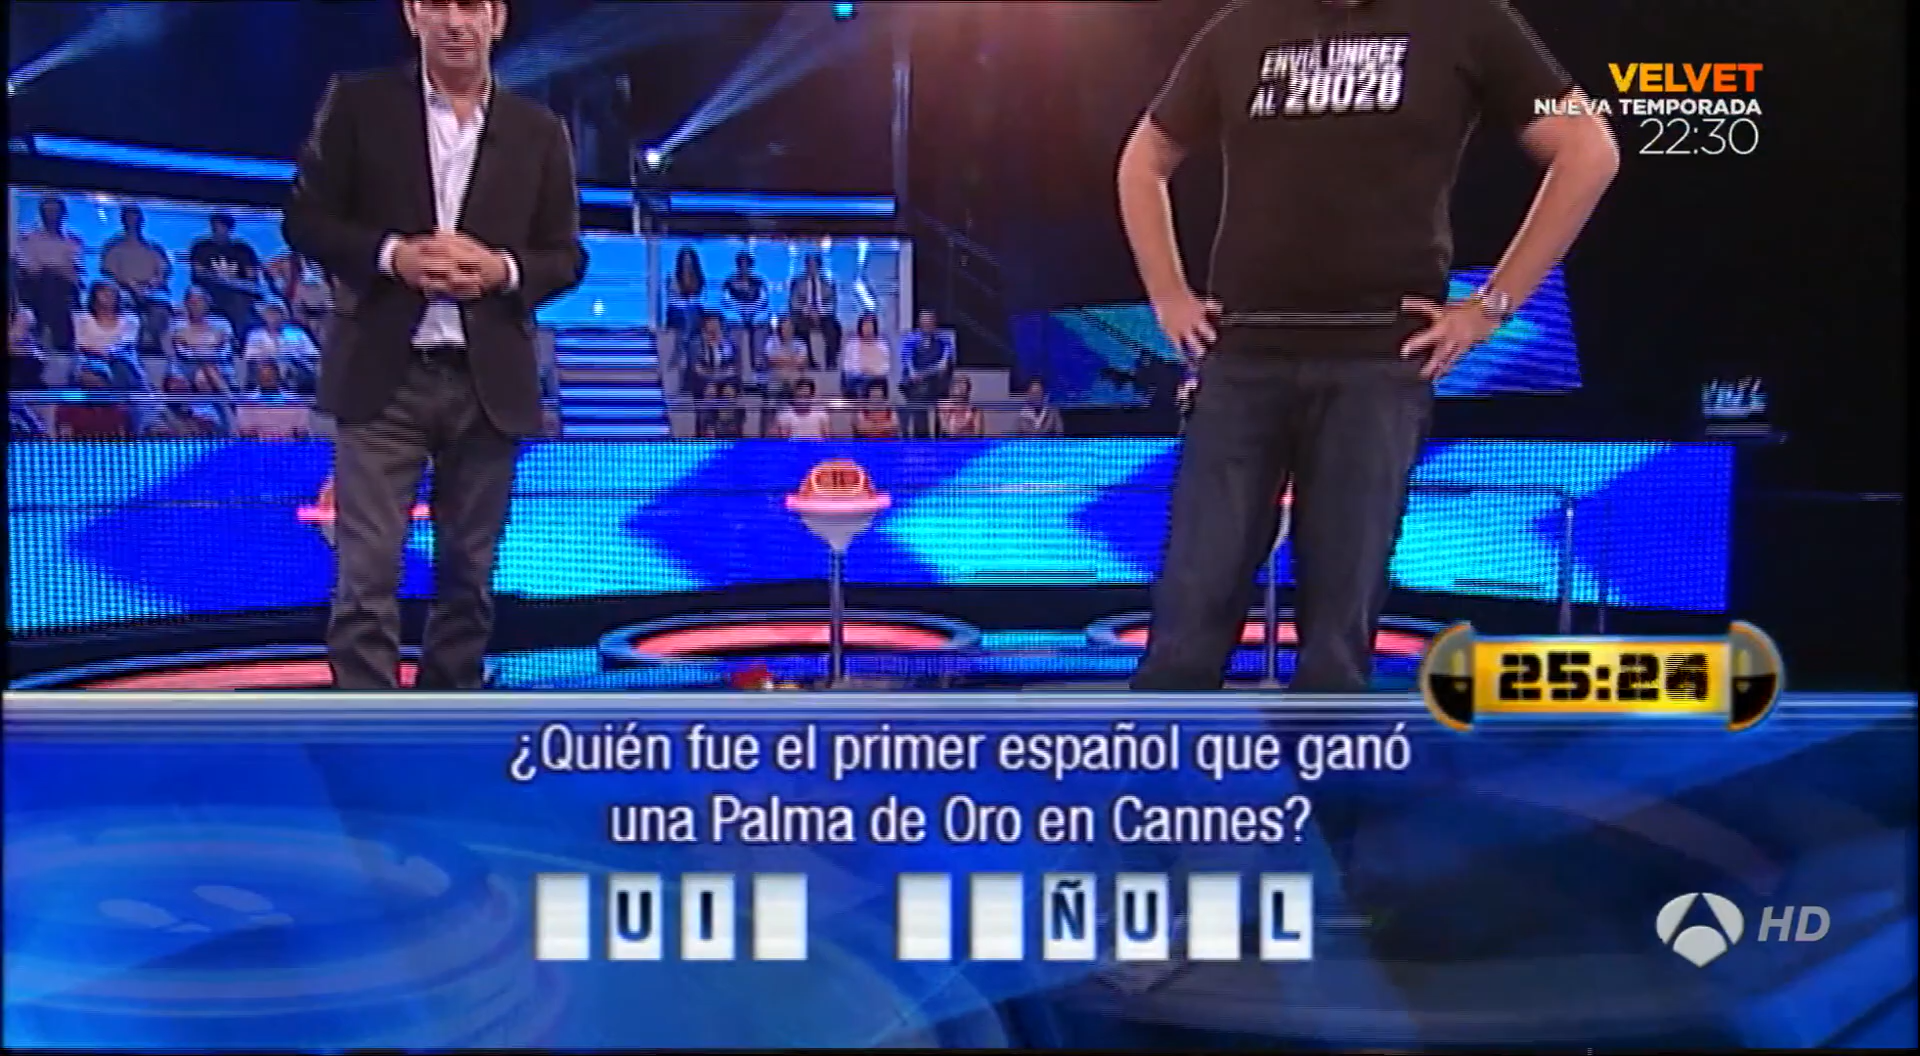 ENVIA UNICEF
AL 28028
VELVET
NUEVA TEMPORADA
22:30
25:24
¿Quién fue el primer español que ganó
una Palma de Oro en Cannes?
UI ÑU L
HD